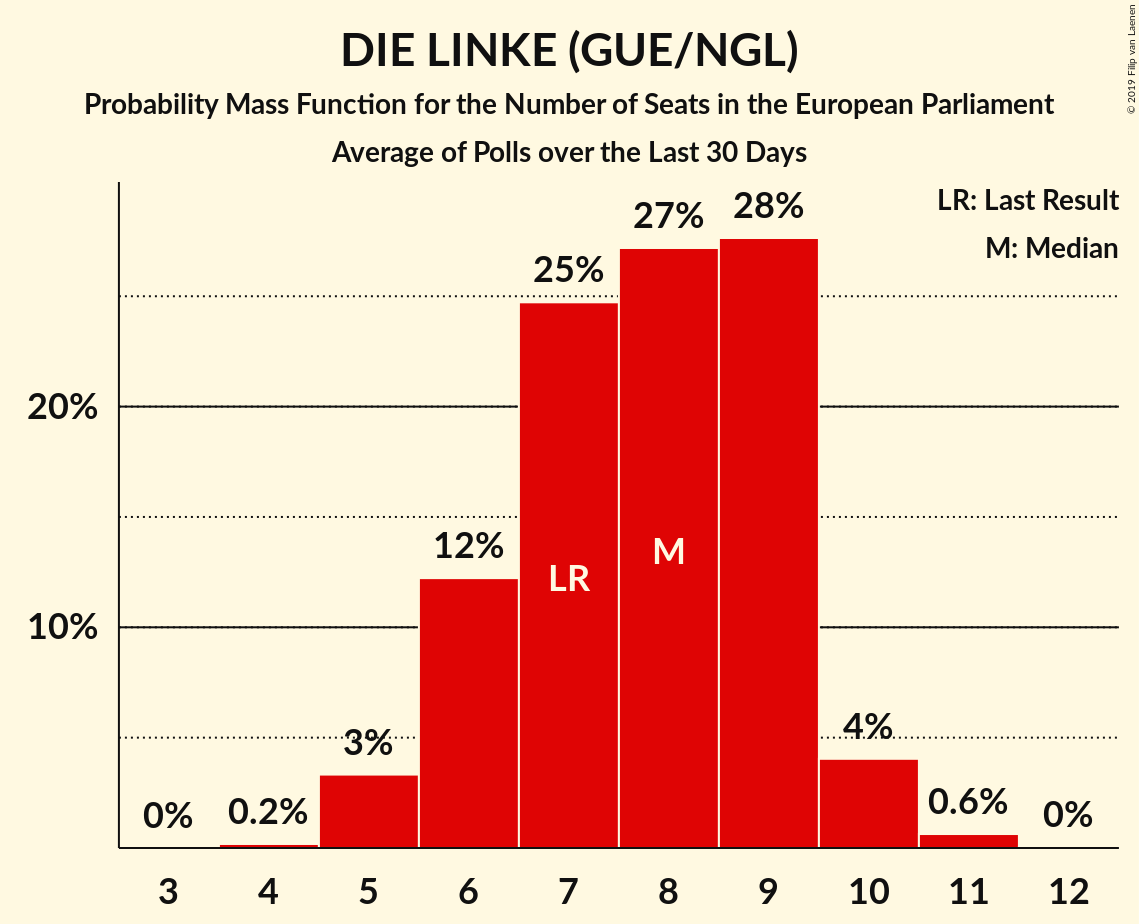 DIE LINKE (GUE/NGL)
Probability Mass Function for the Number of Seats in the European Parliament
Average of Polls over the Last 30 Days
© 2019 Filip van Laenen
LR: Last Result
M: Median
0%
0.2%
3%
12%
25%
27%
28%
4%
0.6%
0%
20%
10%
LR
M
3
4
5
6
7
8
9
10
11
12